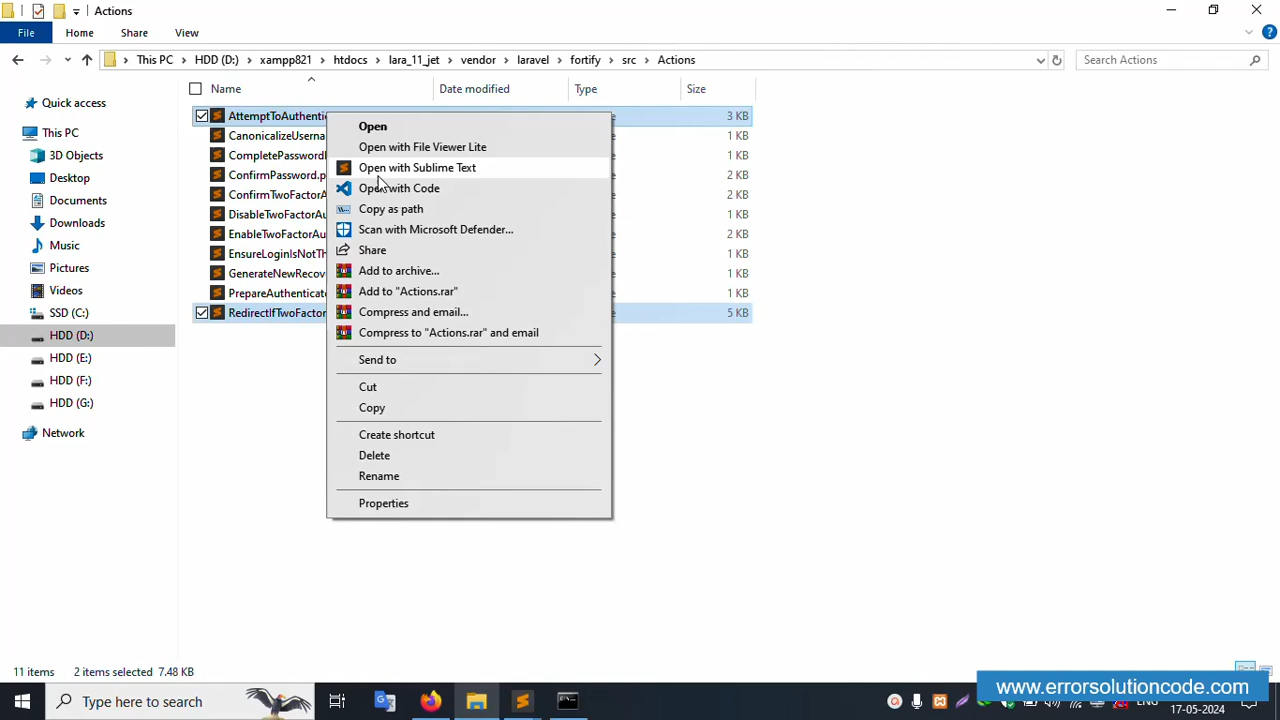 Actions
File
Home
Share
View
This PC
HDD (D:)
xampp821
htdocs
lara_11_jet
vendor
laravel
fortify
src
Actions
Search Actions
Name
Date modified
Type
Size
Quick access
This PC
3D Objects
Desktop
Documents
Downloads
Music
Pictures
Videos
SSD (C:)
HDD (D:)
HDD (E:)
HDD (F:)
HDD (G:)
Network
AttemptToAuthentic
3 KB
CanonicalizeUserna
1 KB
CompletePassword
1 KB
ConfirmPassword.p
2 KB
ConfirmTwoFactorA
2 KB
DisableTwoFactorAu
2 KB
EnableTwoFactorAu
2 KB
EnsureLoginIsNotTh
1 KB
GenerateNewRecov
1 KB
PrepareAuthenticate
1 KB
RedirectIfTwoFactor
5 KB
Open
Open with File Viewer Lite
Open with Sublime Text
Open with Code
Copy as path
Scan with Microsoft Defender...
Share
Add to archive...
Add to "Actions.rar"
Compress and email...
Compress to "Actions.rar" and email
Send to
Cut
Copy
Create shortcut
Delete
Rename
Properties
11 items
2 items selected 7.48 KB
www.errorsolutioncode.com
Type here to search
17-05-2024